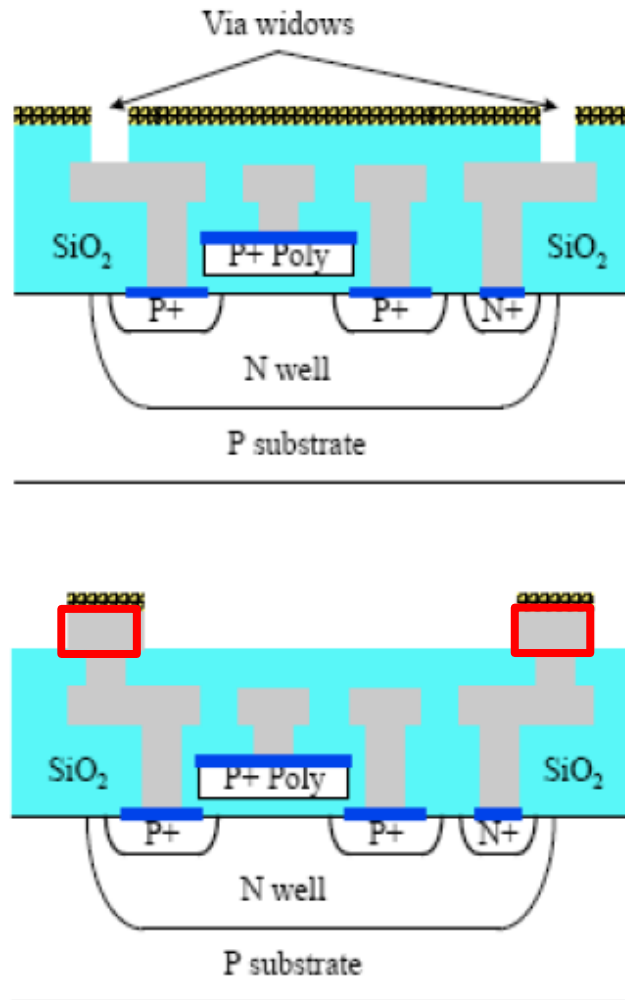 Via widows
SiO₂
P+ Poly
SiO₂
P+
P+
N+
N well
P substrate
SiO₂
P+ Poly
SiO₂
P+
P+
N+
N well
P substrate